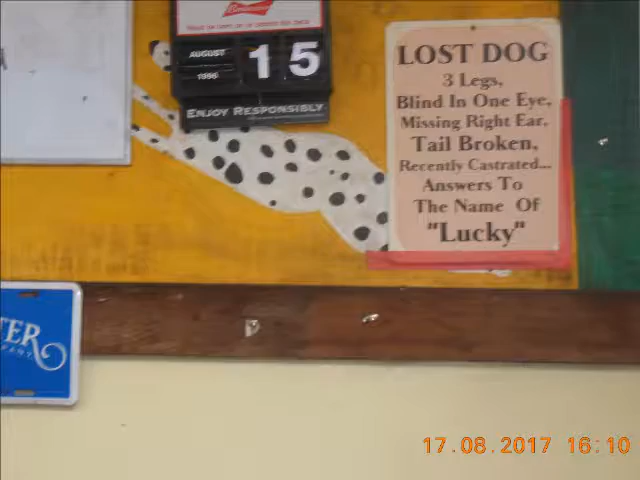 Budweiser
AUGUST
1996
15
ENJOY RESPONSIBLY
LOST DOG
3 Legs,
Blind In One Eye,
Missing Right Ear,
Tail Broken,
Recently Castrated...
Answers To
The Name Of
"Lucky"
TER
17.08.2017 16:10